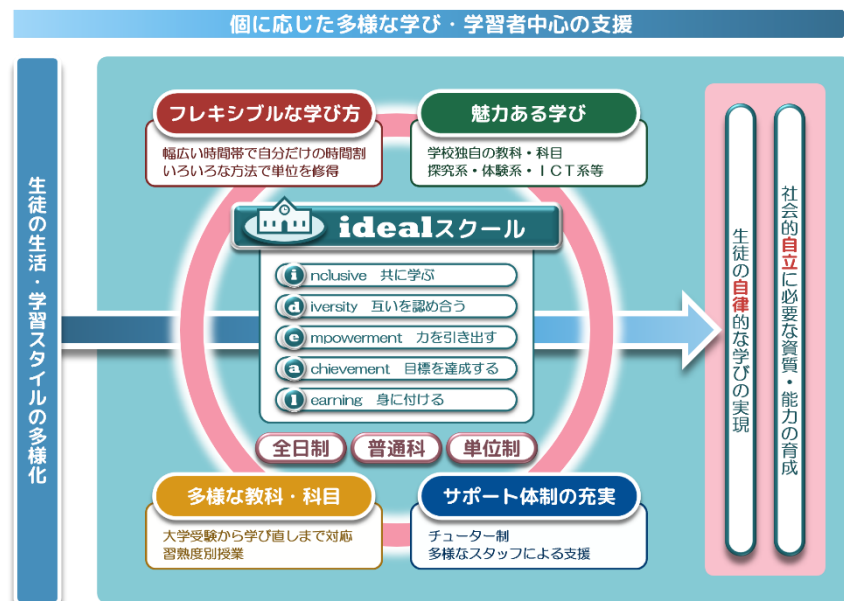 個に応じた多様な学び・学習者中心の支援
生徒の生活・学習スタイルの多様化
フレキシブルな学び方
幅広い時間帯で自分だけの時間割
いろいろな方法で単位を修得
魅力ある学び
学校独自の教科・科目
探究系・体験系・ICT系等
idealスクール
inclusive 共に学ぶ
diversity 互いを認め合う
empowerment 力を引き出す
achievement 目標を達成する
learning 身に付ける
全日制
普通科
単位制
多様な教科・科目
大学受験から学び直しまで対応
習熟度別授業
サポート体制の充実
チューター制
多様なスタッフによる支援
生徒の自律的な学びの実現
社会的自立に必要な資質・能力の育成